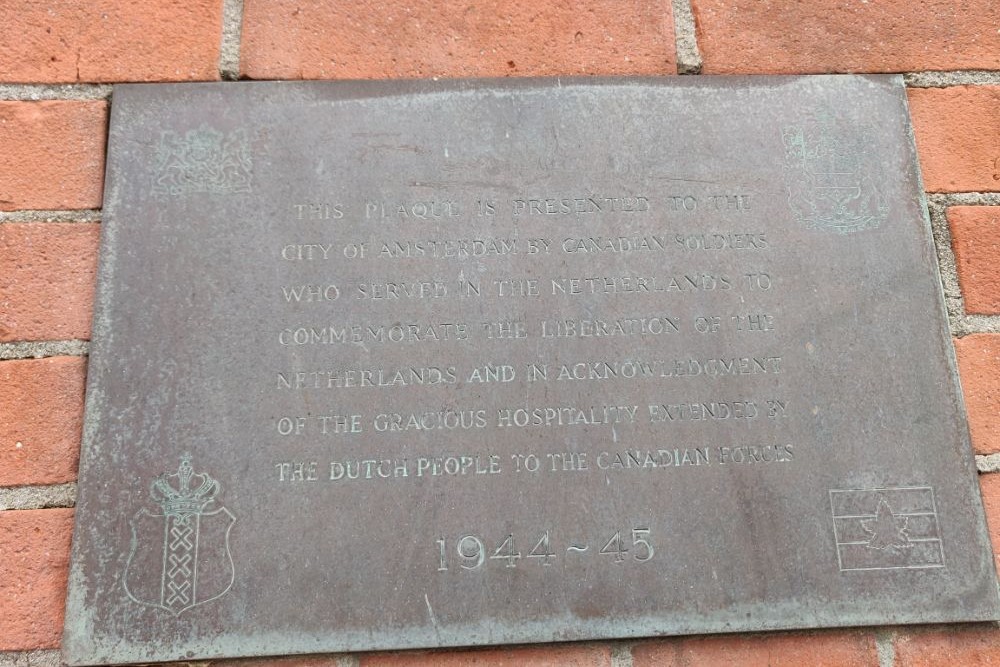 THIS PLAQUE IS PRESENTED TO THE
CITY OF AMSTERDAM BY CANADIAN SOLDIERS
WHO SERVED IN THE NETHERLANDS TO
COMMEMORATE THE LIBERATION OF THE
NETHERLANDS AND IN ACKNOWLEDGMENT
OF THE GRACIOUS HOSPITALITY EXTENDED BY
THE DUTCH PEOPLE TO THE CANADIAN FORCES
1944~45